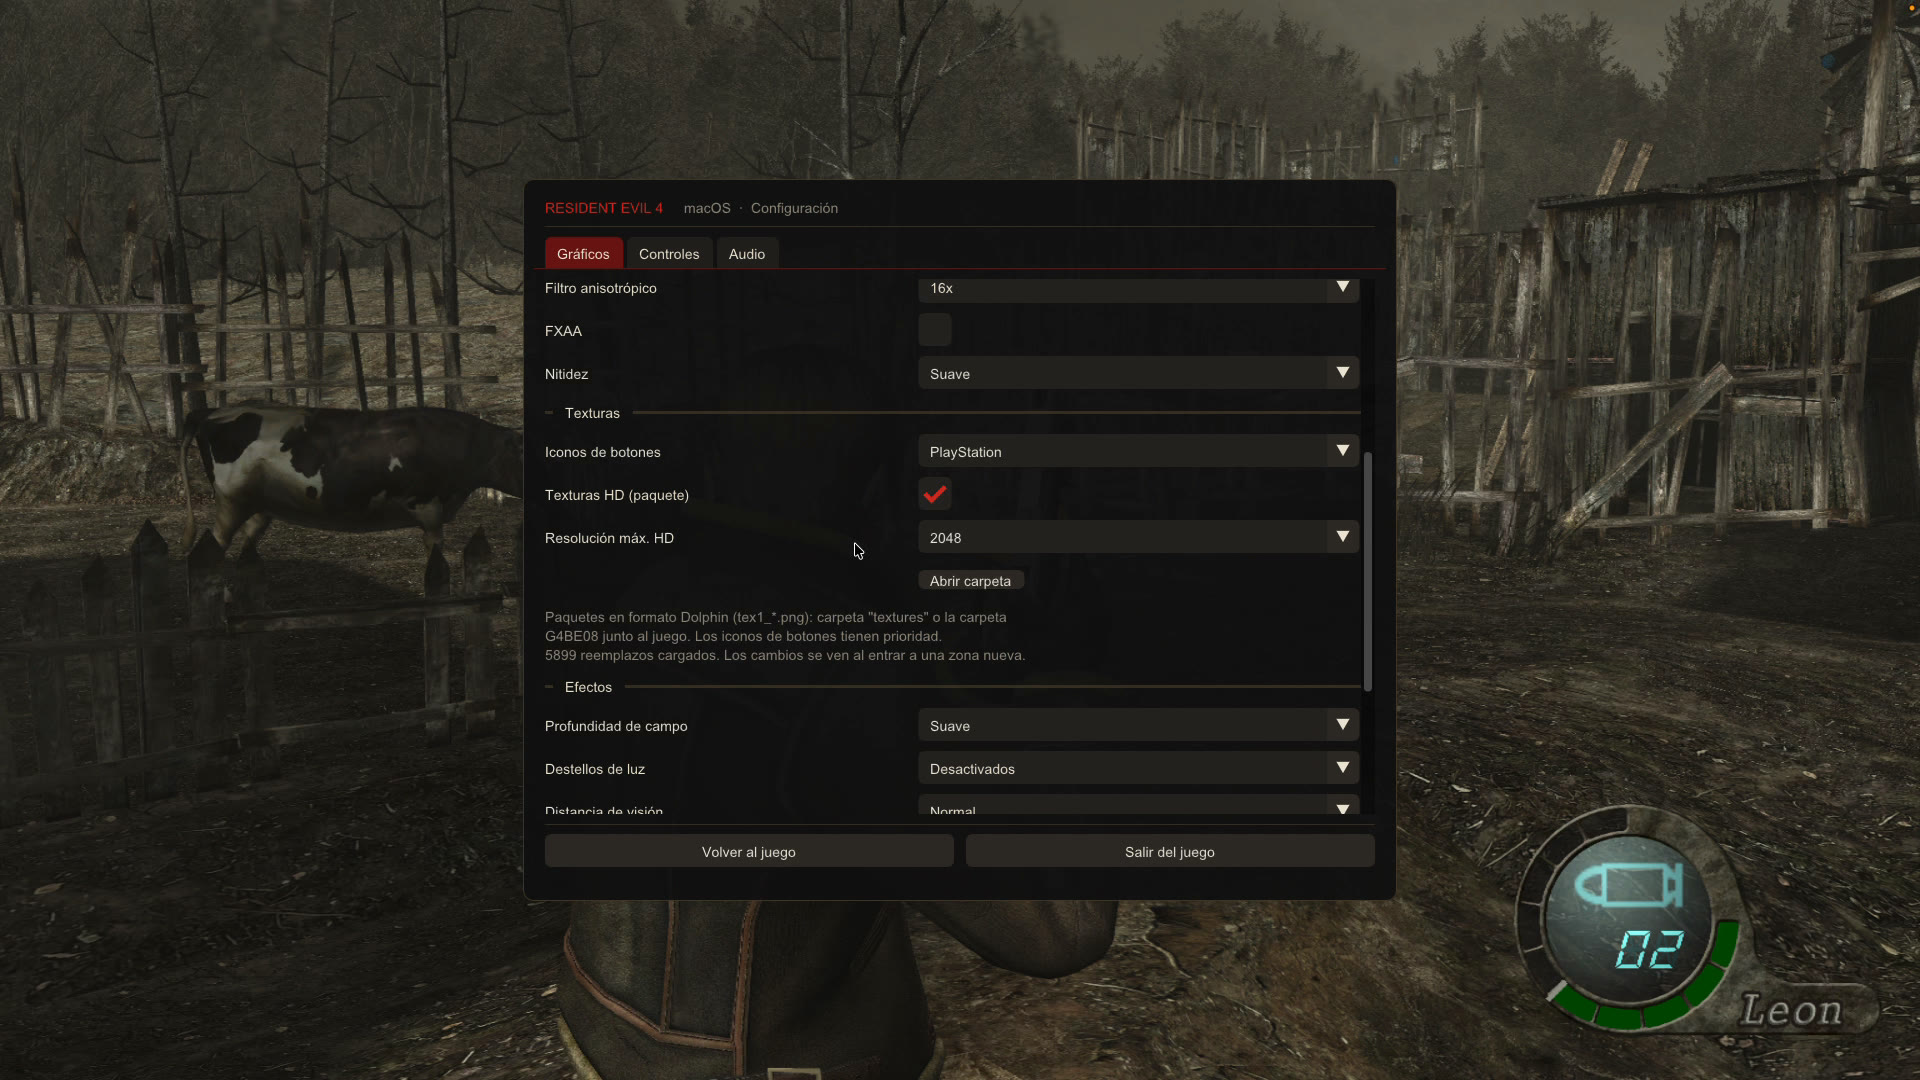 RESIDENT EVIL 4 macOS · Configuración
Gráficos Controles Audio
Filtro anisotrópico 16x
FXAA
Nitidez Suave
Texturas
Iconos de botones PlayStation
Texturas HD (paquete)
Resolución máx. HD 2048
Abrir carpeta
Paquetes en formato Dolphin (tex1_*.png): carpeta "textures" o la carpeta
G4BE08 junto al juego. Los iconos de botones tienen prioridad.
5899 reemplazos cargados. Los cambios se ven al entrar a una zona nueva.
Efectos
Profundidad de campo Suave
Destellos de luz Desactivados
Distancia de visión Normal
Volver al juego Salir del juego
02
Leon